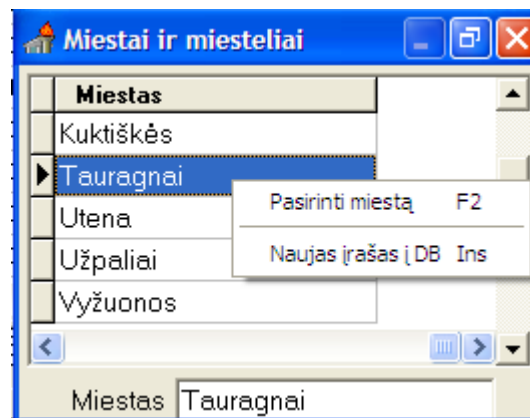 Miestai ir miesteliai
Miestas
Kuktiškės
Tauragnai
Pasirinti miestą F2
Utena
Naujas įrašas į DB Ins
Užpaliai
Vyžuonos
Miestas Tauragnai